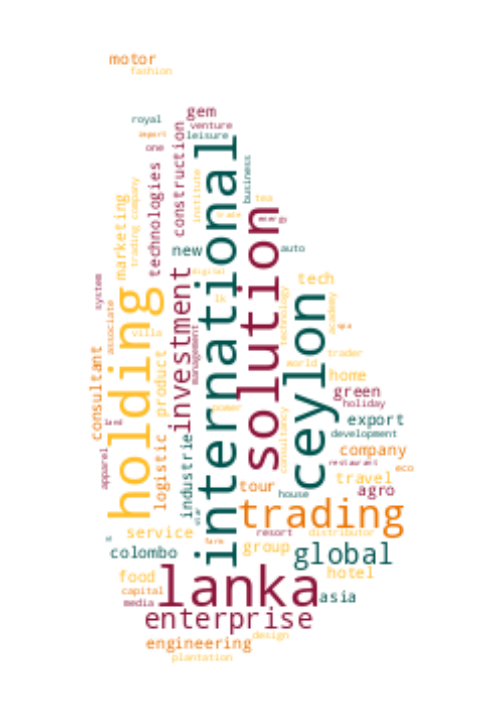 motor
fashion
gem
royal
venture
import
leisure
one
construction
international
business
technologies
institute
tea
trading company
marketing
trade
energy
solution
new
auto
digital
system
holding
investment
lk
technology
tech
ceylon
academy
associate
villa
management
spa
consultant
product
trader
world
home
power
green
holiday
land
logistic
industrie
consultancy
export
development
company
apparel
restaurant
eco
travel
tour
house
agro
star
trading
service
resort
distributor
farm
colombo
group
global
food
hotel
capital
lanka
asia
media
enterprise
design
engineering
plantation